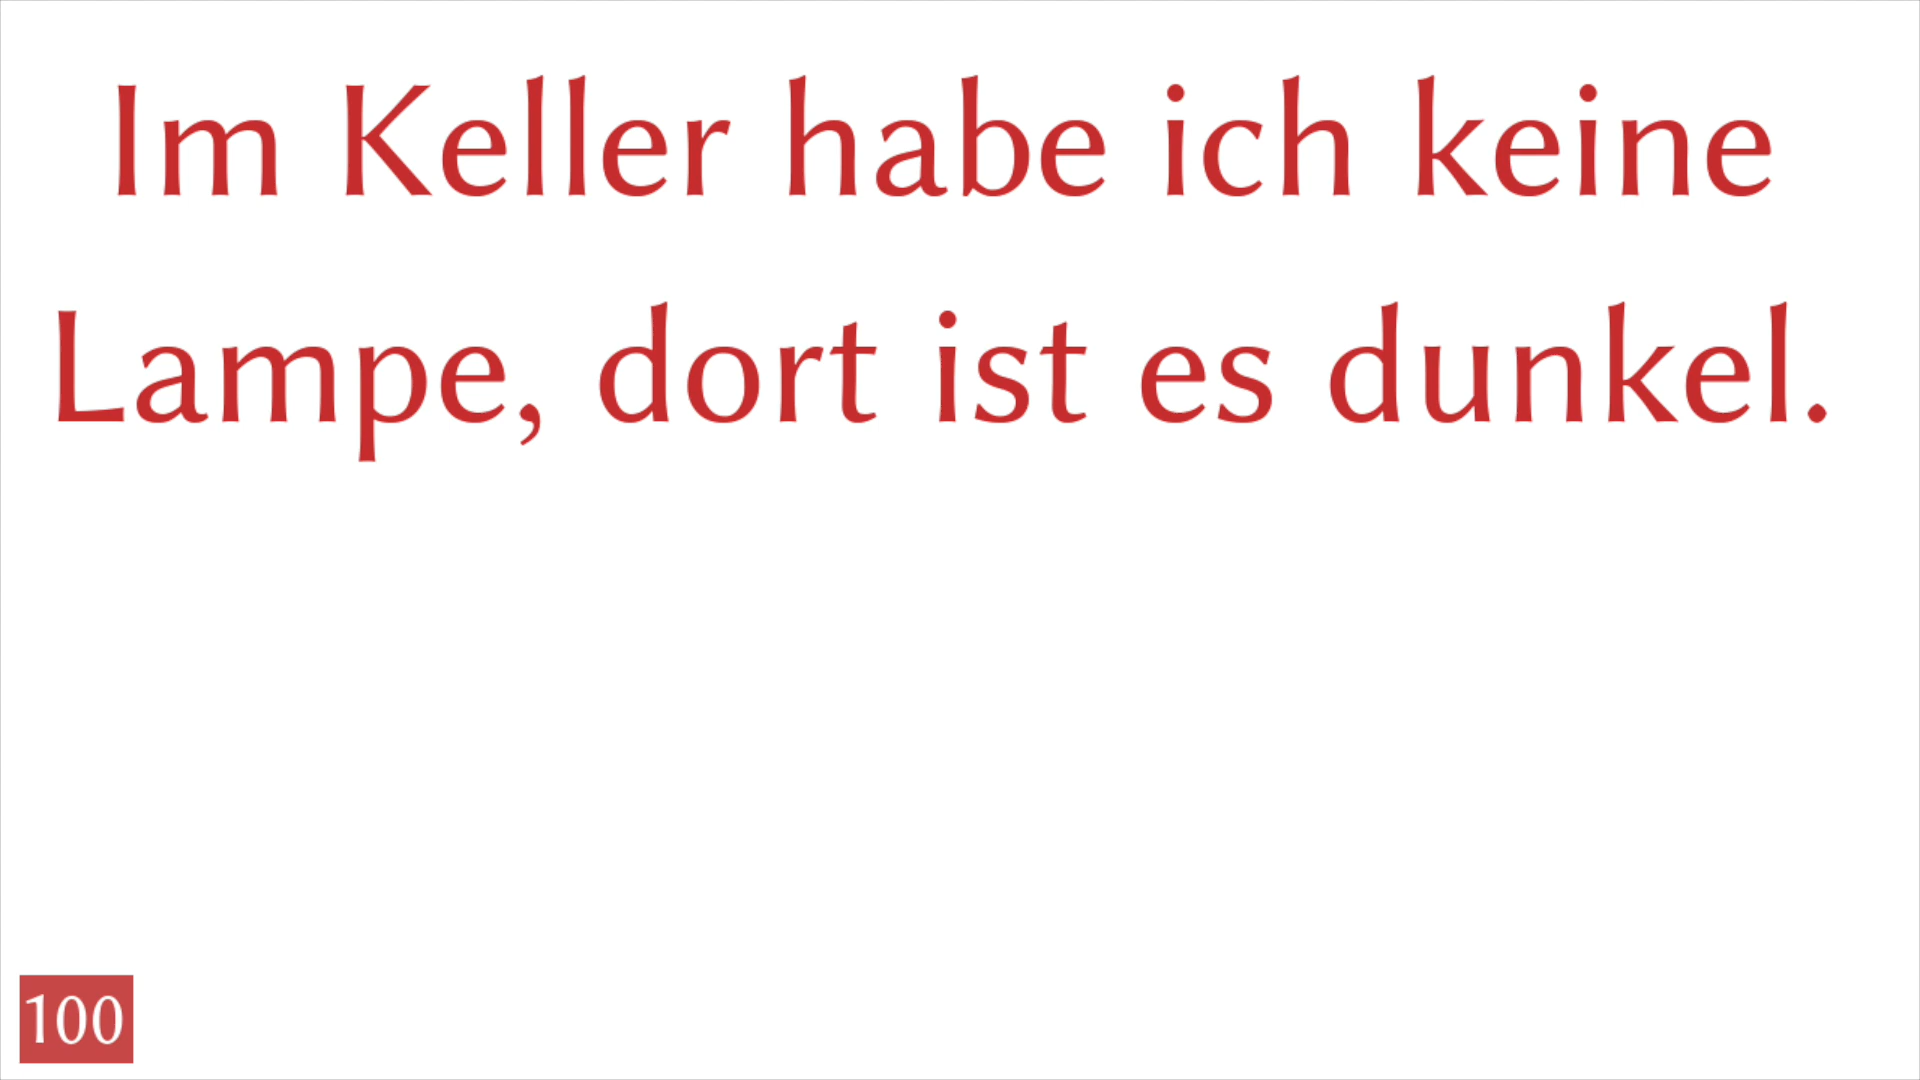 Im Keller habe ich keine
Lampe, dort ist es dunkel.
100